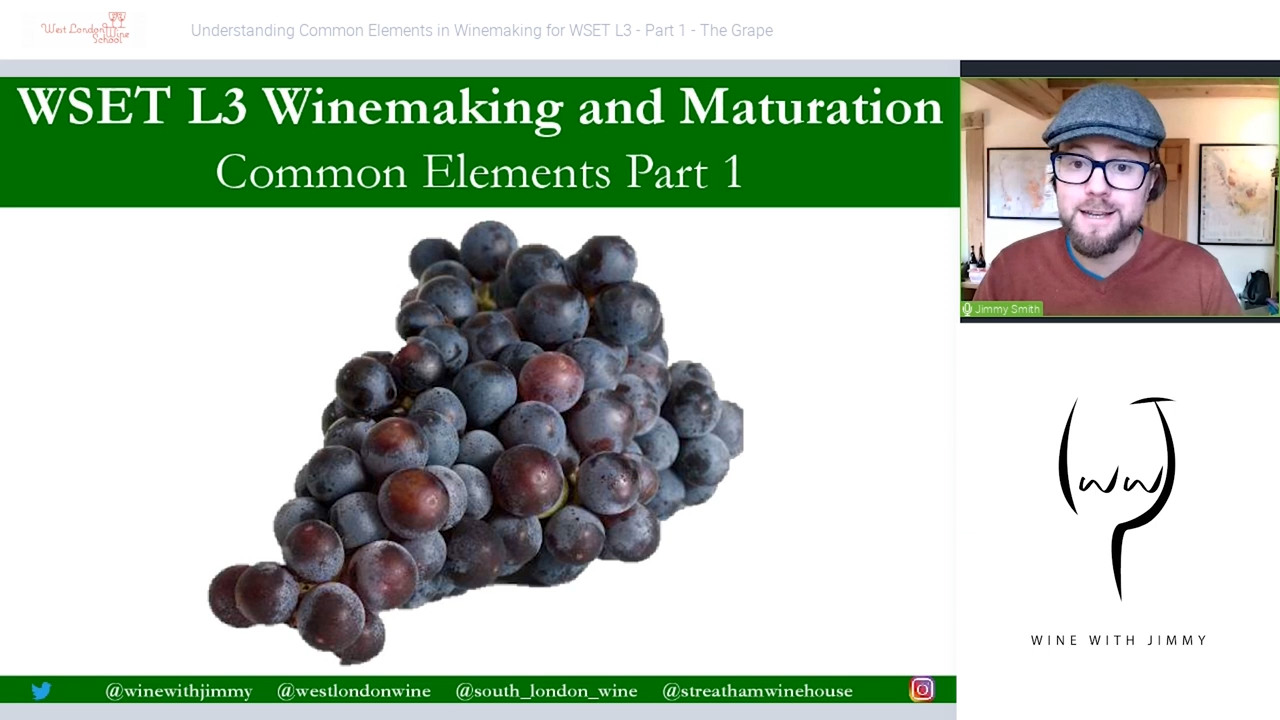 West London Wine School
Understanding Common Elements in Winemaking for WSET L3 - Part 1 - The Grape
WSET L3 Winemaking and Maturation
Common Elements Part 1
Jimmy Smith
WINE WITH JIMMY
@winewithjimmy @westlondonwine @south_london_wine @streathamwinehouse